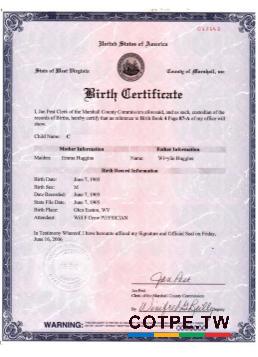 United States of America
State of West Virginia
County of Marshall, ss:
Birth Certificate
I, Jan Pest Clerk of the Marshall County Commission aforesaid, and as such, custodian of the
records of Births, hereby certify that as reference to Birth Book 4 Page 87-A of my office will
show.
Child Name: C
Mother Information
Father Information
Maiden: Emma Huggins
Name: Huggins
Birth Record Information
Birth Date: June 7, 1905
Birth Sex: M
Date Recorded: June 7, 1905
State File Date: June 7, 1905
Birth Place: Glen Easton, WV
Attendant: PHYSICIAN
In Testimony Whereof, I have hereunto affixed my Signature and Official Seal on Friday,
June 16, 2006
Jan Pest
Jan Pest
Clerk of the Marshall County Commission
By
Deputy
WARNING:
COTPE.TW